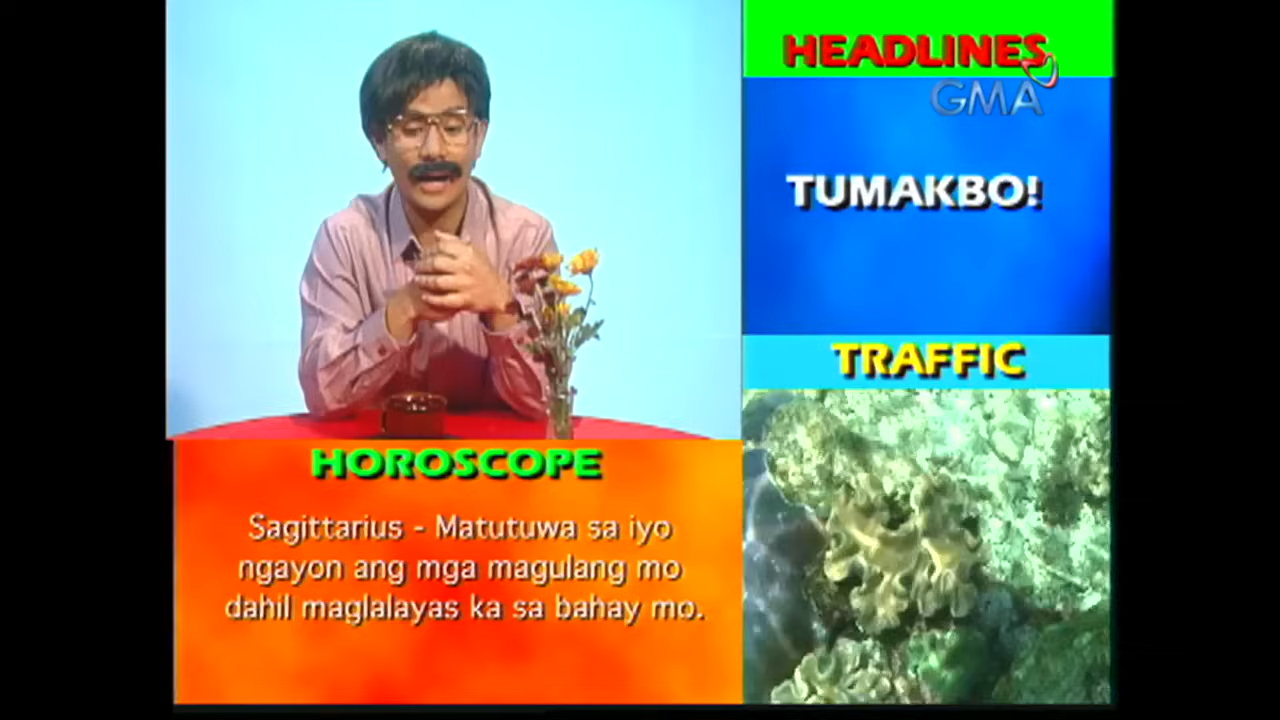 HEADLINES
GMA
TUMAKBO!
TRAFFIC
HOROSCOPE
Sagittarius - Matutuwa sa iyo
ngayon ang mga magulang mo
dahil maglalayas ka sa bahay mo.